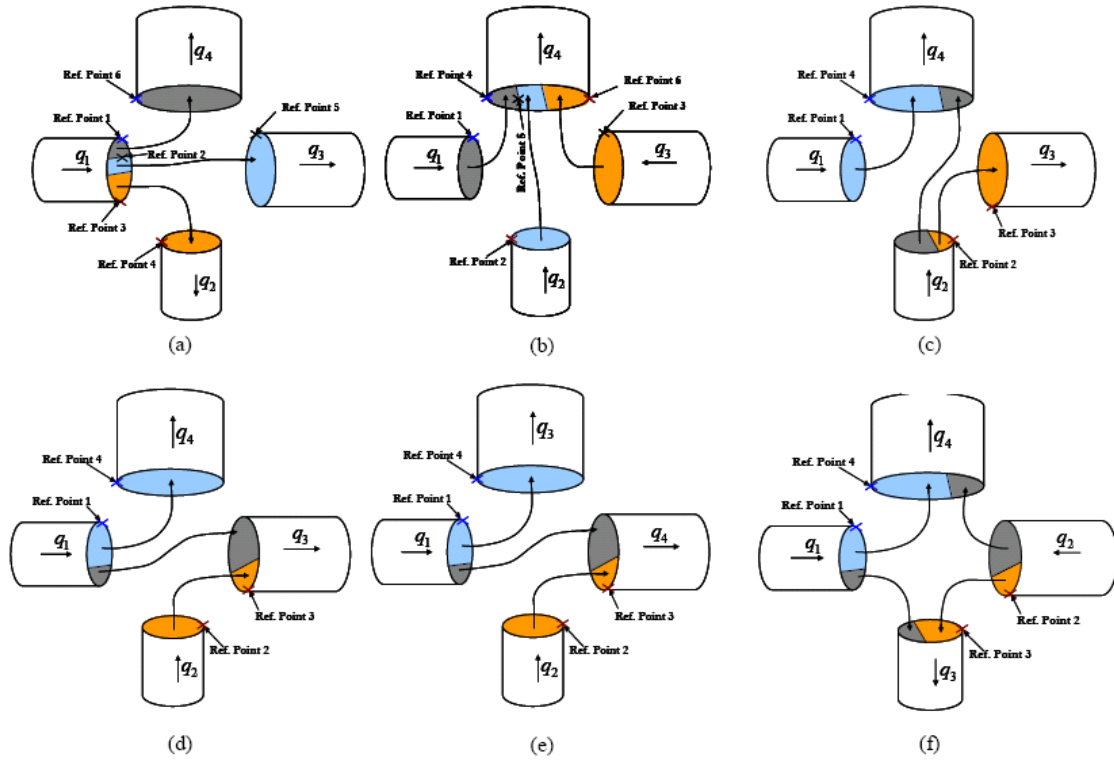 q4
Ref. Point 6
Ref. Point 1
Ref. Point 5
q1
Ref. Point 2
q3
Ref. Point 3
Ref. Point 4
q2
(a)
q4
Ref. Point 4
Ref. Point 6
Ref. Point 1
Ref. Point 3
Ref. Point 5
q1
q3
Ref. Point 2
q2
(b)
q4
Ref. Point 4
Ref. Point 1
q1
q3
Ref. Point 3
Ref. Point 2
q2
(c)
q4
Ref. Point 4
Ref. Point 1
q1
q3
Ref. Point 3
Ref. Point 2
q2
(d)
q3
Ref. Point 4
Ref. Point 1
q1
q4
Ref. Point 3
Ref. Point 2
q2
(e)
q4
Ref. Point 4
Ref. Point 1
q1
q2
Ref. Point 2
Ref. Point 3
q3
(f)